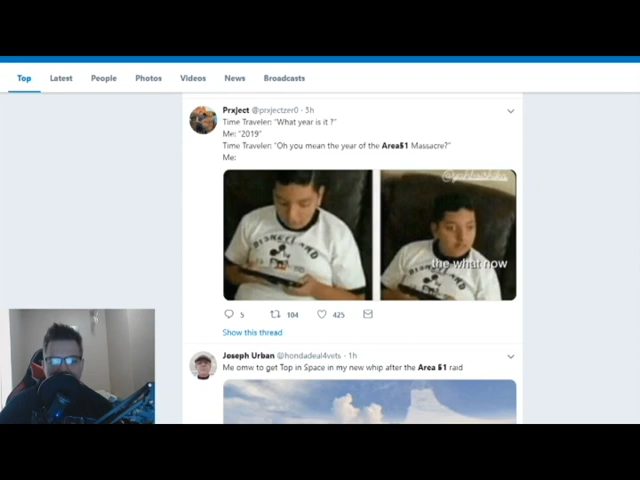 Top Latest People Photos Videos News Broadcasts
Prxject @prxjectzer0 · 3h
Time Traveler: "What year is it ?"
Me: "2019"
Time Traveler: "Oh you mean the year of the Area51 Massacre?"
Me:
DISNEYLAND
the what now
5 104 425
Show this thread
Joseph Urban @hondadeal4vets · 1h
Me omw to get Top in Space in my new whip after the Area 51 raid